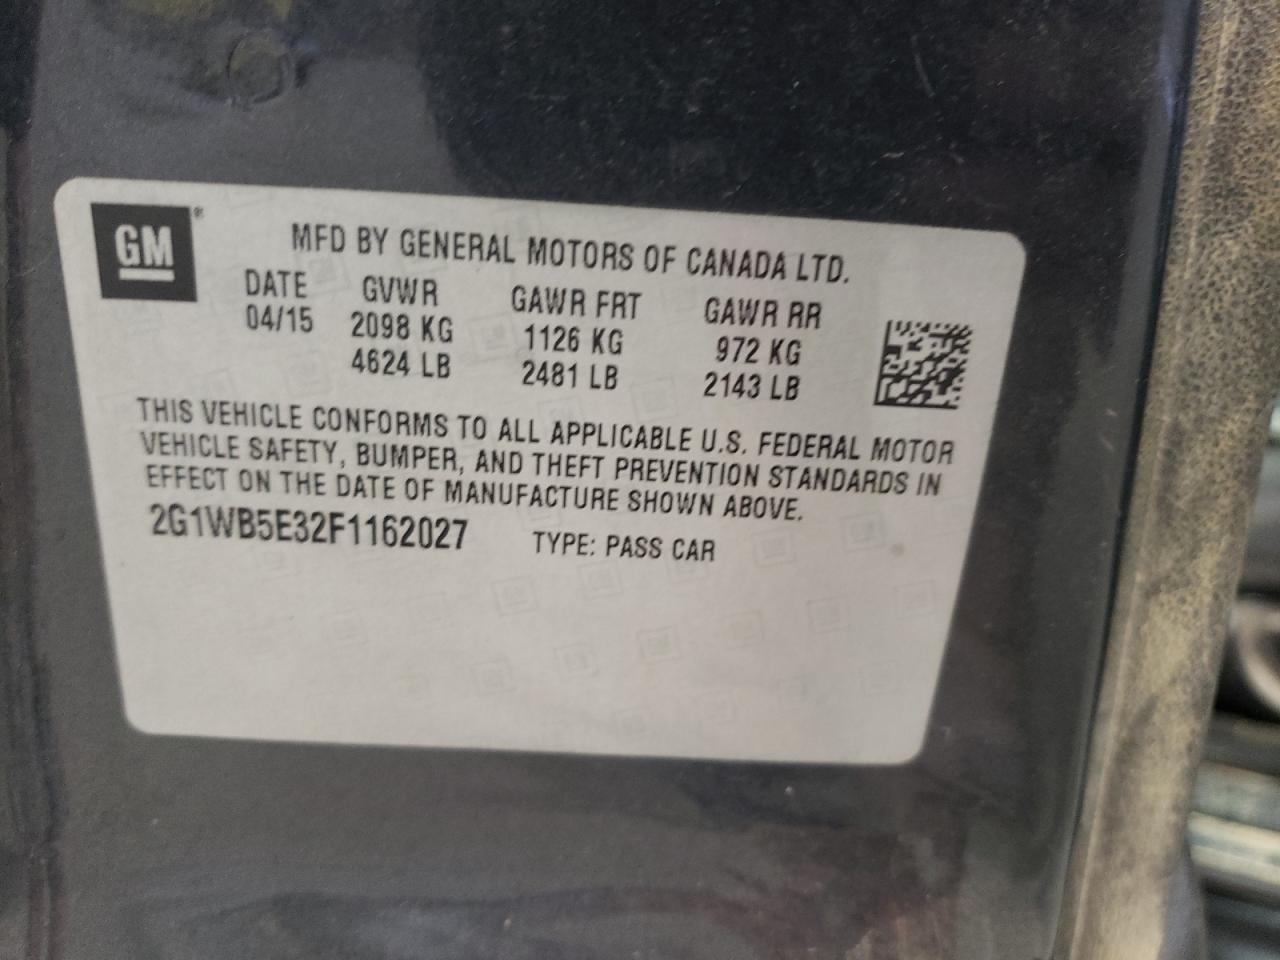 GM®
MFD BY GENERAL MOTORS OF CANADA LTD.
DATE GVWR GAWR FRT GAWR RR
04/15 2098 KG 1126 KG 972 KG
4624 LB 2481 LB 2143 LB
THIS VEHICLE CONFORMS TO ALL APPLICABLE U.S. FEDERAL MOTOR
VEHICLE SAFETY, BUMPER, AND THEFT PREVENTION STANDARDS IN
EFFECT ON THE DATE OF MANUFACTURE SHOWN ABOVE.
2G1WB5E32F1162027 TYPE: PASS CAR